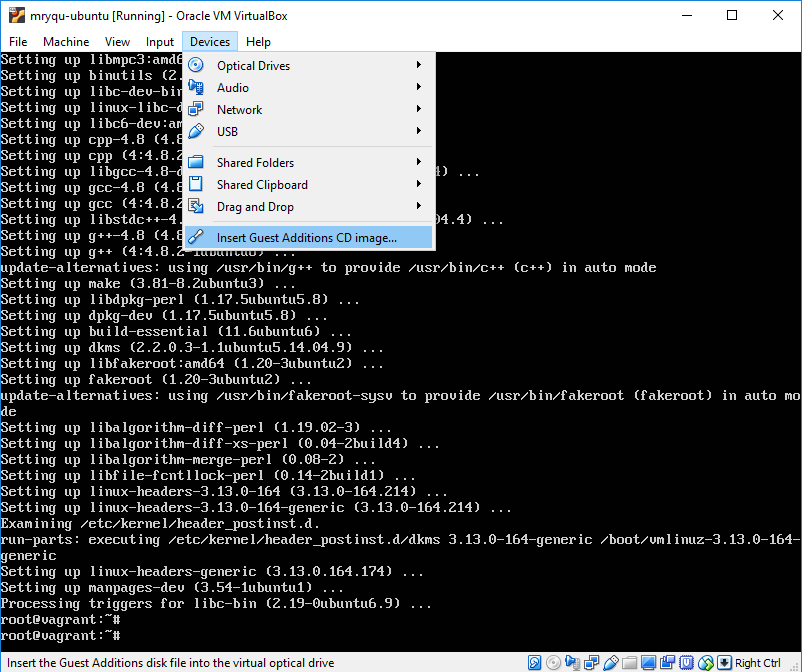 mryqu-ubuntu [Running] - Oracle VM VirtualBox
File Machine View Input Devices Help
Optical Drives
Audio
Network
USB
Shared Folders
Shared Clipboard
Drag and Drop
Insert Guest Additions CD image...
Setting up libmpc3:amd6
Setting up binutils (2.
Setting up libc-dev-bin
Setting up linux-libc-d
Setting up libc6-dev:am
Setting up cpp-4.8 (4.8
Setting up cpp (4:4.8.2
Setting up libgcc-4.8-d 4) ...
Setting up gcc-4.8 (4.8
Setting up gcc (4:4.8.2
Setting up libstdc++-4. 04.4) ...
Setting up g++-4.8 (4.8
Setting up g++ (4:4.8.2-1ubuntu6) ...
update-alternatives: using /usr/bin/g++ to provide /usr/bin/c++ (c++) in auto mode
Setting up make (3.81-8.2ubuntu3) ...
Setting up libdpkg-perl (1.17.5ubuntu5.8) ...
Setting up dpkg-dev (1.17.5ubuntu5.8) ...
Setting up build-essential (11.6ubuntu6) ...
Setting up dkms (2.2.0.3-1.1ubuntu5.14.04.9) ...
Setting up libfakeroot:amd64 (1.20-3ubuntu2) ...
Setting up fakeroot (1.20-3ubuntu2) ...
update-alternatives: using /usr/bin/fakeroot-sysv to provide /usr/bin/fakeroot (fakeroot) in auto mo
de
Setting up libalgorithm-diff-perl (1.19.02-3) ...
Setting up libalgorithm-diff-xs-perl (0.04-2build4) ...
Setting up libalgorithm-merge-perl (0.08-2) ...
Setting up libfile-fcntllock-perl (0.14-2build1) ...
Setting up linux-headers-3.13.0-164 (3.13.0-164.214) ...
Setting up linux-headers-3.13.0-164-generic (3.13.0-164.214) ...
Examining /etc/kernel/header_postinst.d.
run-parts: executing /etc/kernel/header_postinst.d/dkms 3.13.0-164-generic /boot/vmlinuz-3.13.0-164-
generic
Setting up linux-headers-generic (3.13.0.164.174) ...
Setting up manpages-dev (3.54-1ubuntu1) ...
Processing triggers for libc-bin (2.19-0ubuntu6.9) ...
root@vagrant:~#
root@vagrant:~#
Insert the Guest Additions disk file into the virtual optical drive
Right Ctrl